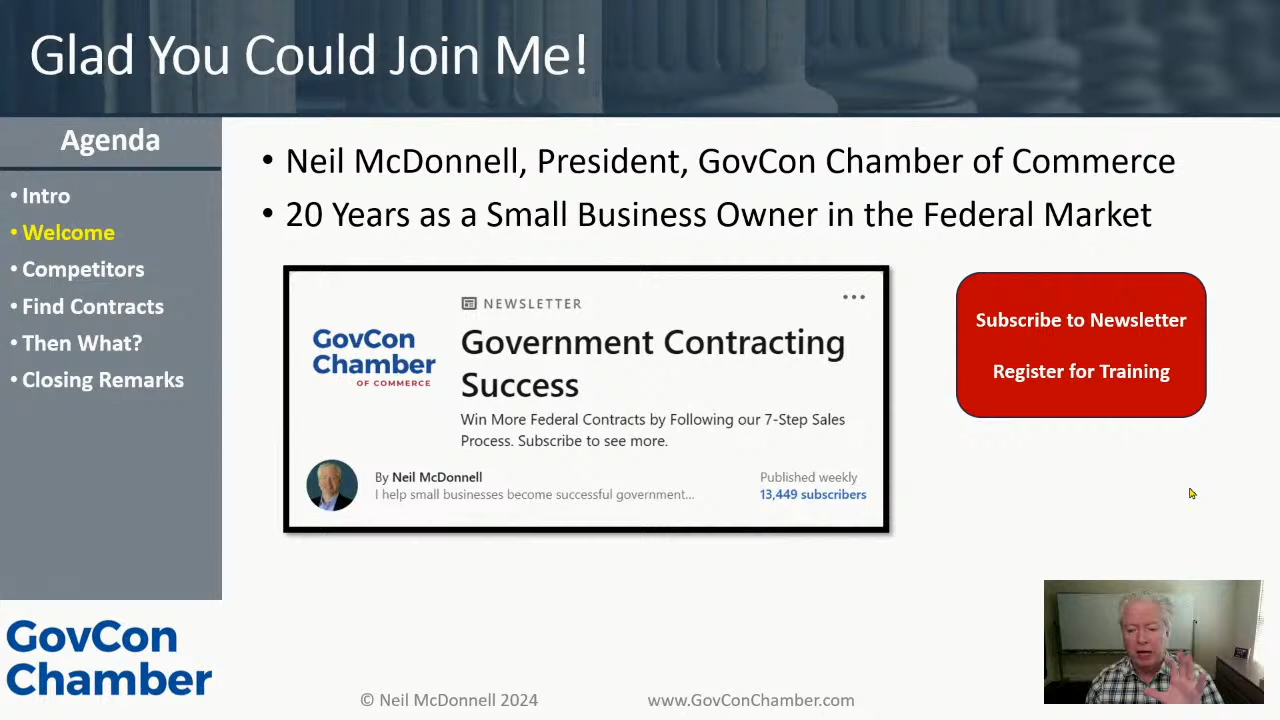 Glad You Could Join Me!
Agenda
• Intro
• Welcome
• Competitors
• Find Contracts
• Then What?
• Closing Remarks
• Neil McDonnell, President, GovCon Chamber of Commerce
• 20 Years as a Small Business Owner in the Federal Market
NEWSLETTER
GovCon
Chamber
OF COMMERCE
Government Contracting
Success
Win More Federal Contracts by Following our 7-Step Sales
Process. Subscribe to see more.
By Neil McDonnell
I help small businesses become successful government...
Published weekly
13,449 subscribers
Subscribe to Newsletter
Register for Training
GovCon
Chamber
© Neil McDonnell 2024
www.GovConChamber.com